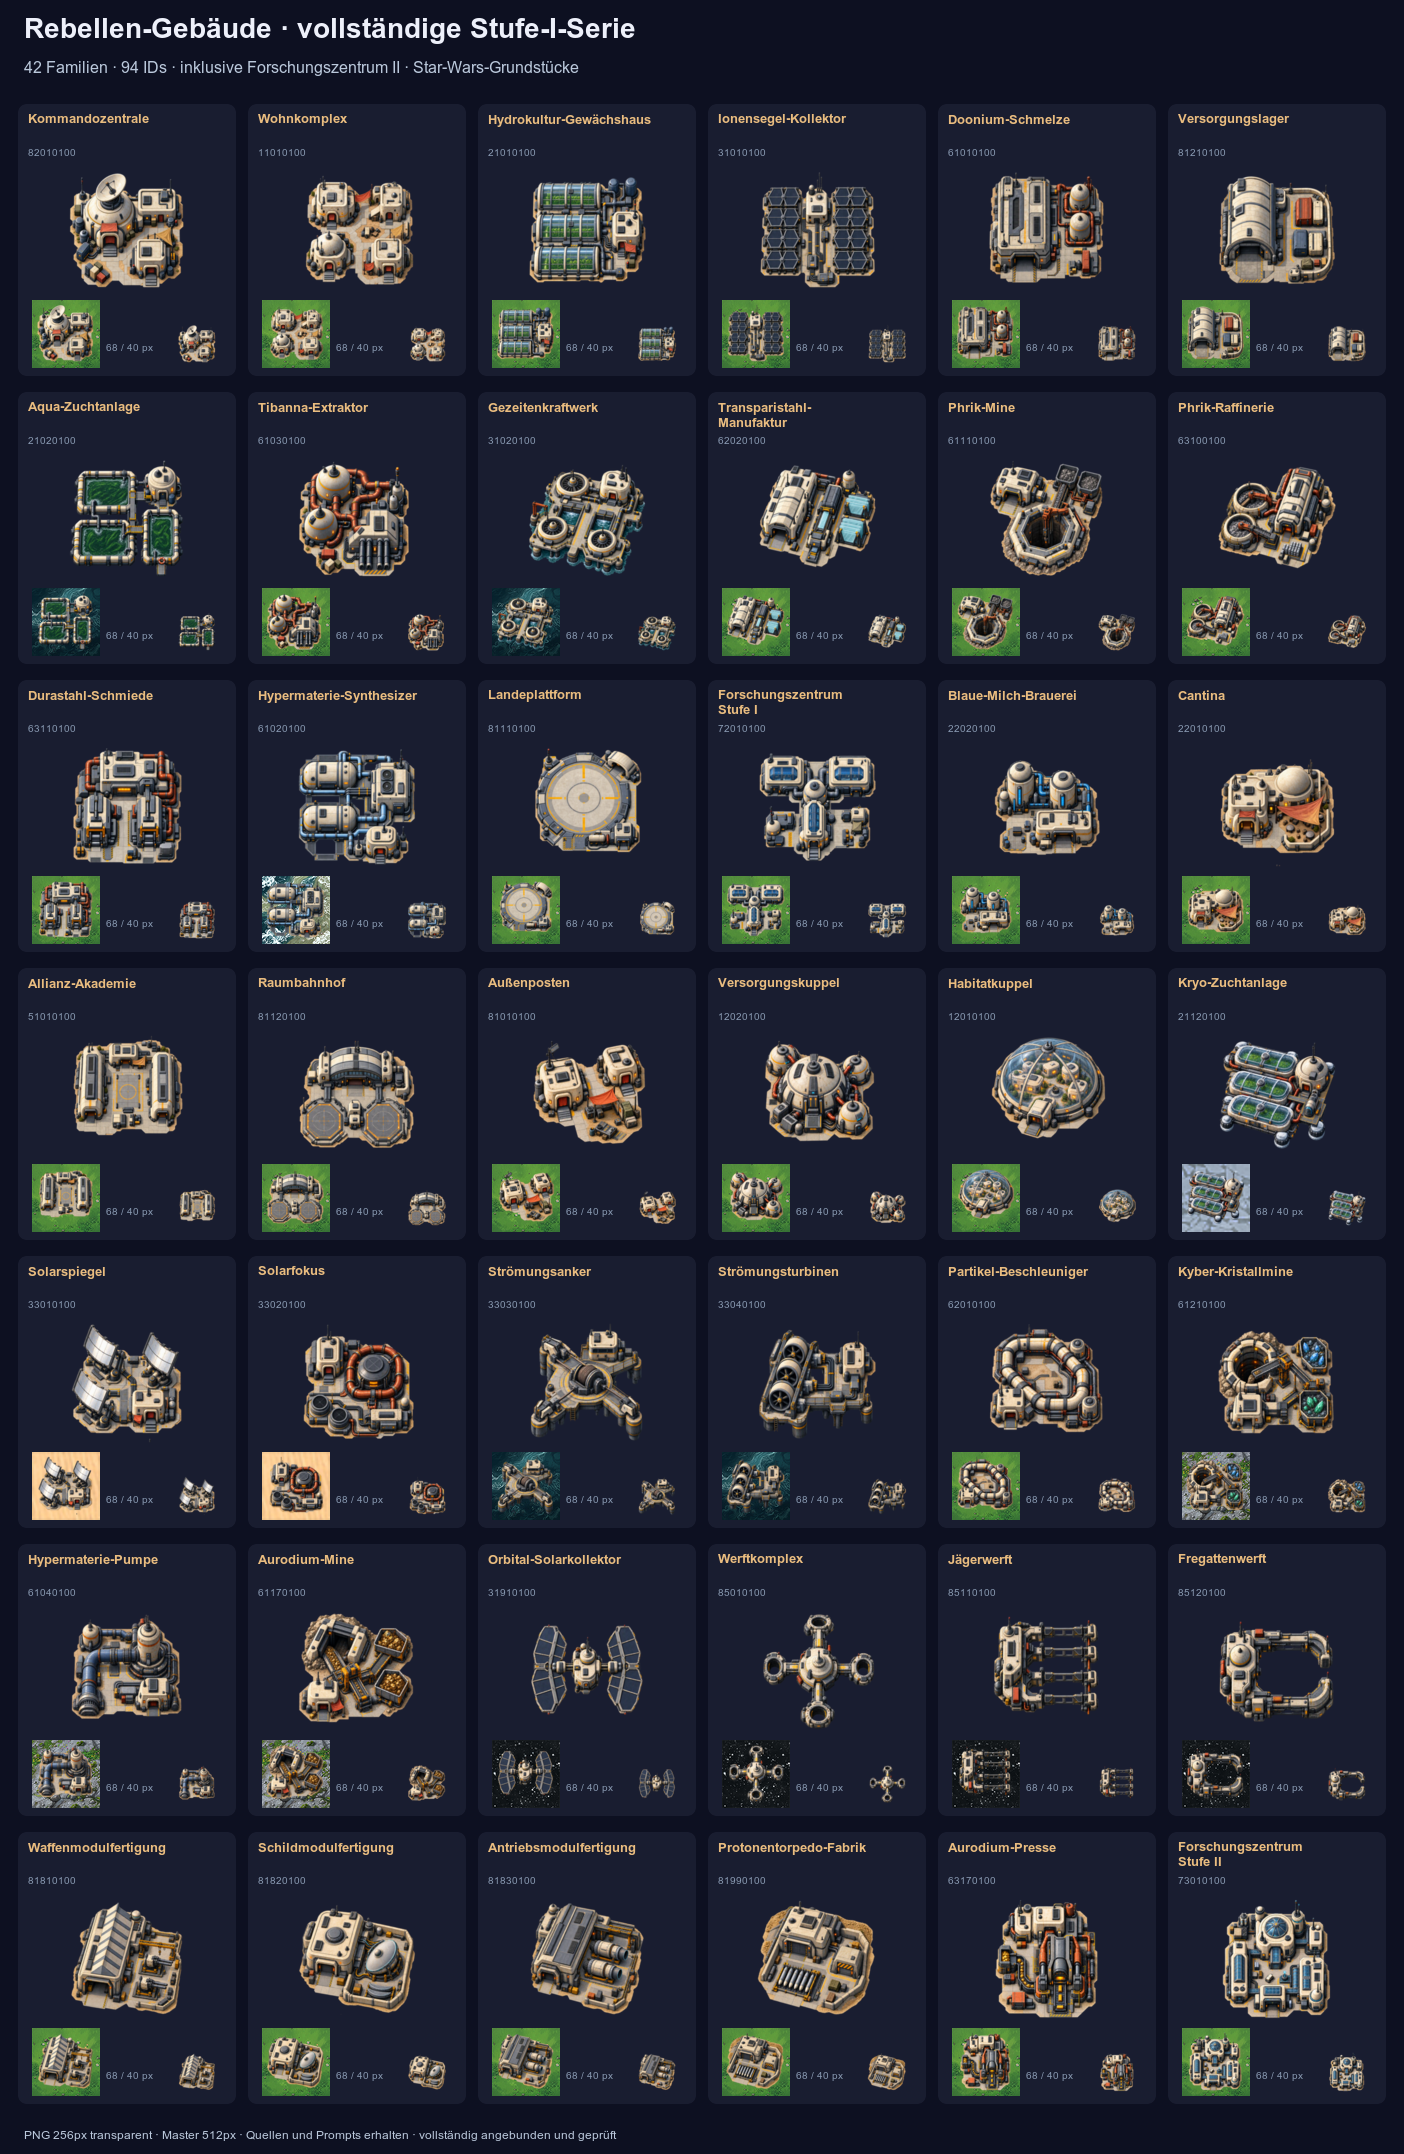 Rebellen-Gebäude · vollständige Stufe-I-Serie
42 Familien · 94 IDs · inklusive Forschungszentrum II · Star-Wars-Grundstücke
Kommandozentrale
82010100
68 / 40 px
Wohnkomplex
11010100
68 / 40 px
Hydrokultur-Gewächshaus
21010100
68 / 40 px
Ionensegel-Kollektor
31010100
68 / 40 px
Doonium-Schmelze
61010100
68 / 40 px
Versorgungslager
81210100
68 / 40 px
Aqua-Zuchtanlage
21020100
68 / 40 px
Tibanna-Extraktor
61030100
68 / 40 px
Gezeitenkraftwerk
31020100
68 / 40 px
Transparistahl-
Manufaktur
62020100
68 / 40 px
Phrik-Mine
61110100
68 / 40 px
Phrik-Raffinerie
63100100
68 / 40 px
Durastahl-Schmiede
63110100
68 / 40 px
Hypermaterie-Synthesizer
61020100
68 / 40 px
Landeplattform
81110100
68 / 40 px
Forschungszentrum
Stufe I
72010100
68 / 40 px
Blaue-Milch-Brauerei
22020100
68 / 40 px
Cantina
22010100
68 / 40 px
Allianz-Akademie
51010100
68 / 40 px
Raumbahnhof
81120100
68 / 40 px
Außenposten
81010100
68 / 40 px
Versorgungskuppel
12020100
68 / 40 px
Habitatkuppel
12010100
68 / 40 px
Kryo-Zuchtanlage
21120100
68 / 40 px
Solarspiegel
33010100
68 / 40 px
Solarfokus
33020100
68 / 40 px
Strömungsanker
33030100
68 / 40 px
Strömungsturbinen
33040100
68 / 40 px
Partikel-Beschleuniger
62010100
68 / 40 px
Kyber-Kristallmine
61210100
68 / 40 px
Hypermaterie-Pumpe
61040100
68 / 40 px
Aurodium-Mine
61170100
68 / 40 px
Orbital-Solarkollektor
31910100
68 / 40 px
Werftkomplex
85010100
68 / 40 px
Jägerwerft
85110100
68 / 40 px
Fregattenwerft
85120100
68 / 40 px
Waffenmodulfertigung
81810100
68 / 40 px
Schildmodulfertigung
81820100
68 / 40 px
Antriebsmodulfertigung
81830100
68 / 40 px
Protonentorpedo-Fabrik
81990100
68 / 40 px
Aurodium-Presse
63170100
68 / 40 px
Forschungszentrum
Stufe II
73010100
68 / 40 px
PNG 256px transparent · Master 512px · Quellen und Prompts erhalten · vollständig angebunden und geprüft